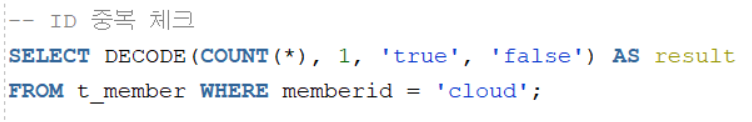 -- ID 중복 체크
SELECT DECODE(COUNT(*), 1, 'true', 'false') AS result
FROM t_member WHERE memberid = 'cloud';